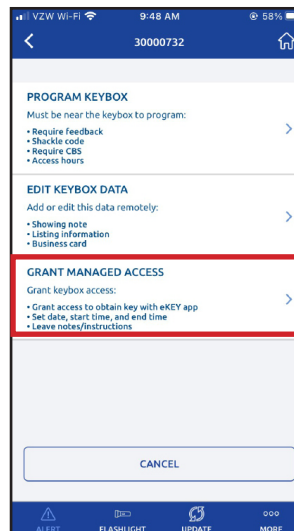 VZW Wi-Fi 9:48 AM 58%
30000732
PROGRAM KEYBOX
Must be near the keybox to program:
• Require feedback
• Shackle code
• Require CBS
• Access hours
EDIT KEYBOX DATA
Add or edit this data remotely:
• Showing note
• Listing information
• Business card
GRANT MANAGED ACCESS
Grant keybox access:
• Grant access to obtain key with eKEY app
• Set date, start time, and end time
• Leave notes/instructions
CANCEL
ALERT FLASHLIGHT UPDATE MORE